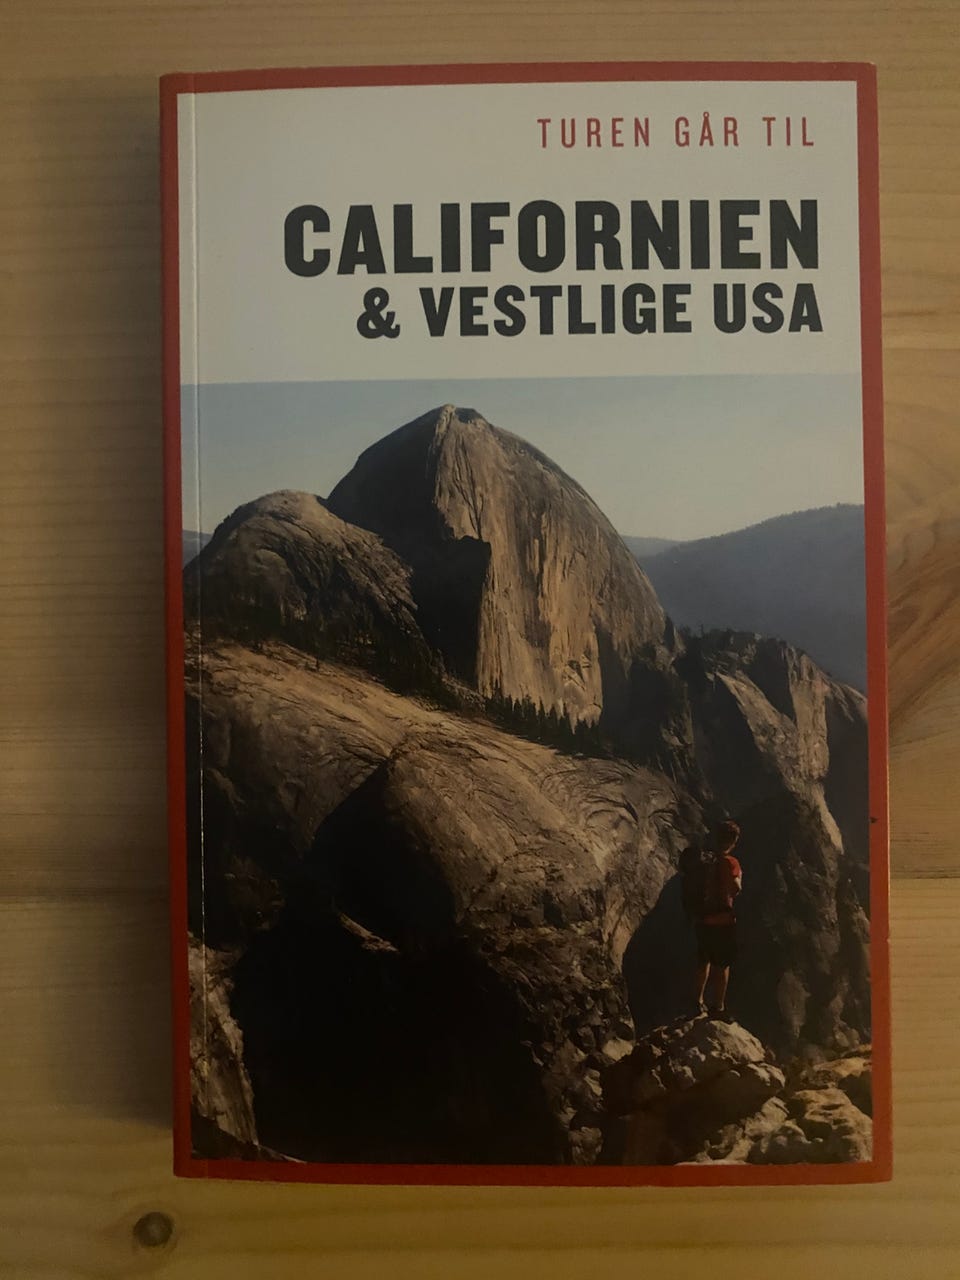 TUREN GÅR TIL
CALIFORNIEN
& VESTLIGE USA